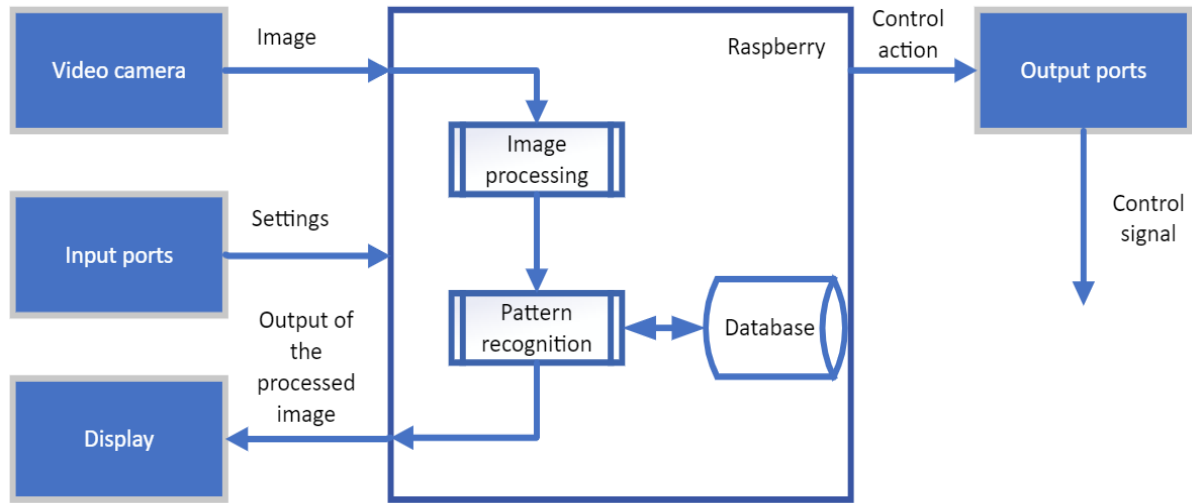 Video camera
Image
Raspberry
Control
action
Output ports
Image
processing
Input ports
Settings
Control
signal
Pattern
recognition
Database
Output of
the
processed
image
Display